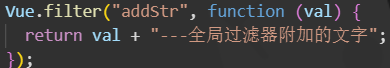 Vue.filter("addStr", function (val) {
  return val + "---全局过滤器附加的文字";
});